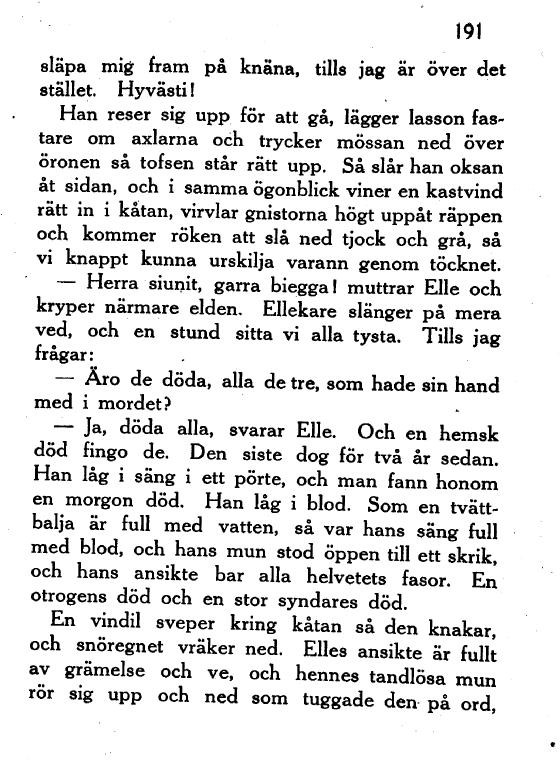 191
släpa mig fram på knäna, tills jag är över det
stället. Hyvästi!
Han reser sig upp för att gå, lägger lasson fas-
tare om axlarna och trycker mössan ned över
öronen så tofsen står rätt upp. Så slår han oksan
åt sidan, och i samma ögonblick viner en kastvind
rätt in i kåtan, virvlar gnistorna högt uppåt räppen
och kommer röken att slå ned tjock och grå, så
vi knappt kunna urskilja varann genom töcknet.
— Herra siunit, garra biegga! muttrar Elle och
kryper närmare elden. Ellekare slänger på mera
ved, och en stund sitta vi alla tysta. Tills jag
frågar:
— Äro de döda, alla de tre, som hade sin hand
med i mordet?
— Ja, döda alla, svarar Elle. Och en hemsk
död fingo de. Den siste dog för två år sedan.
Han låg i säng i ett pörte, och man fann honom
en morgon död. Han låg i blod. Som en tvätt-
balja är full med vatten, så var hans säng full
med blod, och hans mun stod öppen till ett skrik,
och hans ansikte bar alla helvetets fasor. En
otrogens död och en stor syndares död.
En vindil sveper kring kåtan så den knakar,
och snöregnet vräker ned. Elles ansikte är fullt
av grämelse och ve, och hennes tandlösa mun
rör sig upp och ned som tuggade den på ord,